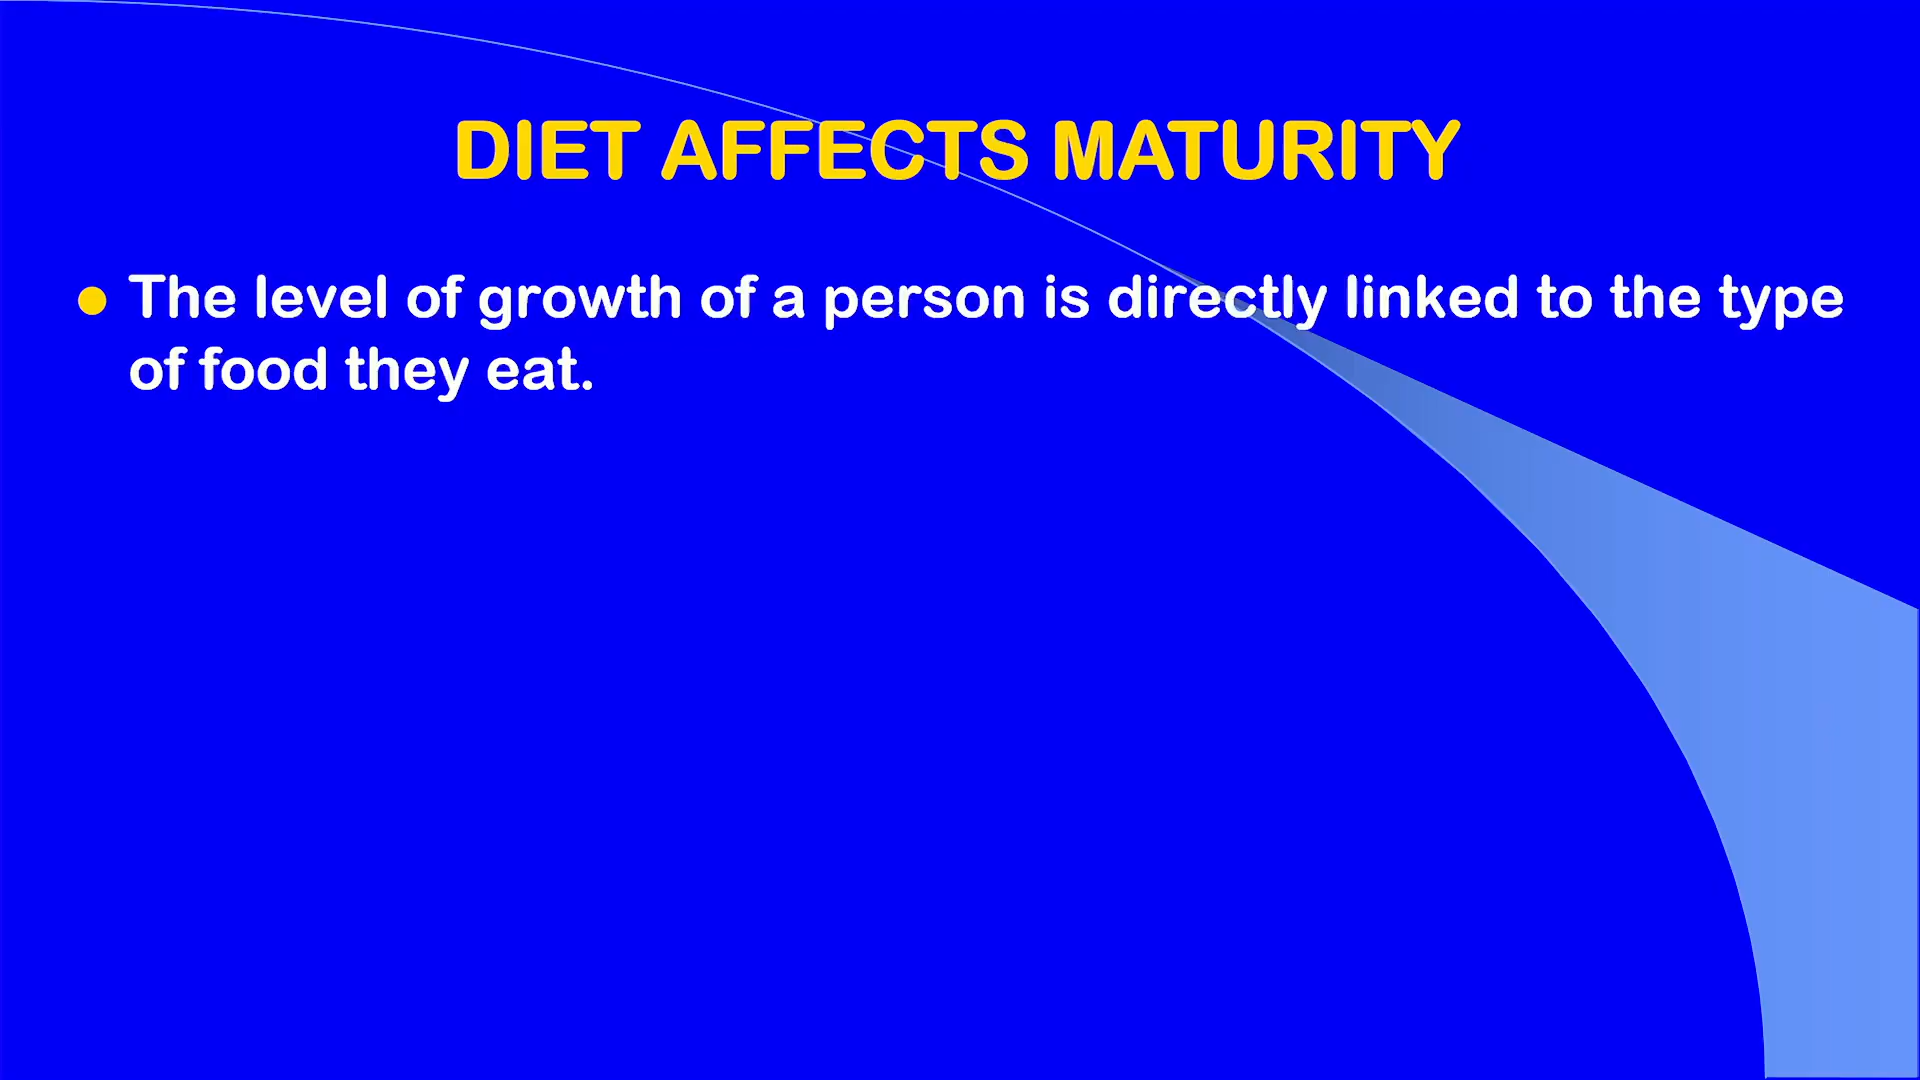 DIET AFFECTS MATURITY
The level of growth of a person is directly linked to the type
of food they eat.